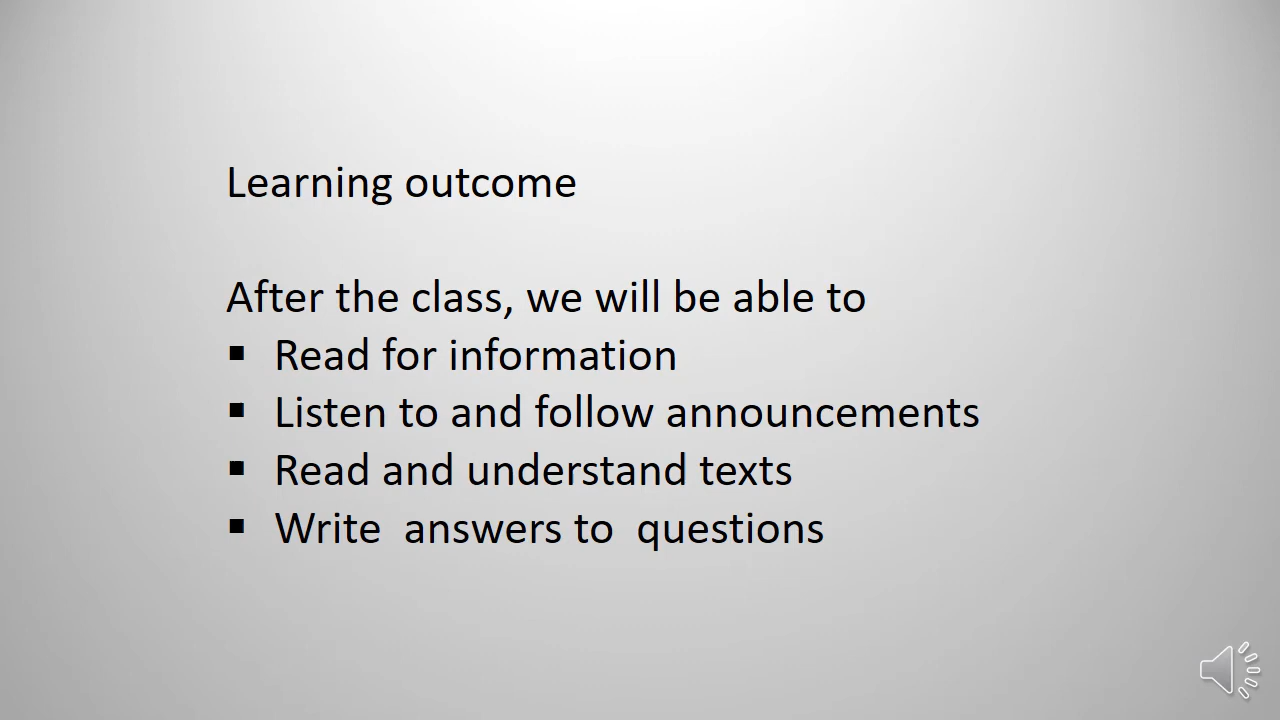 Learning outcome
After the class, we will be able to
▪ Read for information
▪ Listen to and follow announcements
▪ Read and understand texts
▪ Write  answers to  questions